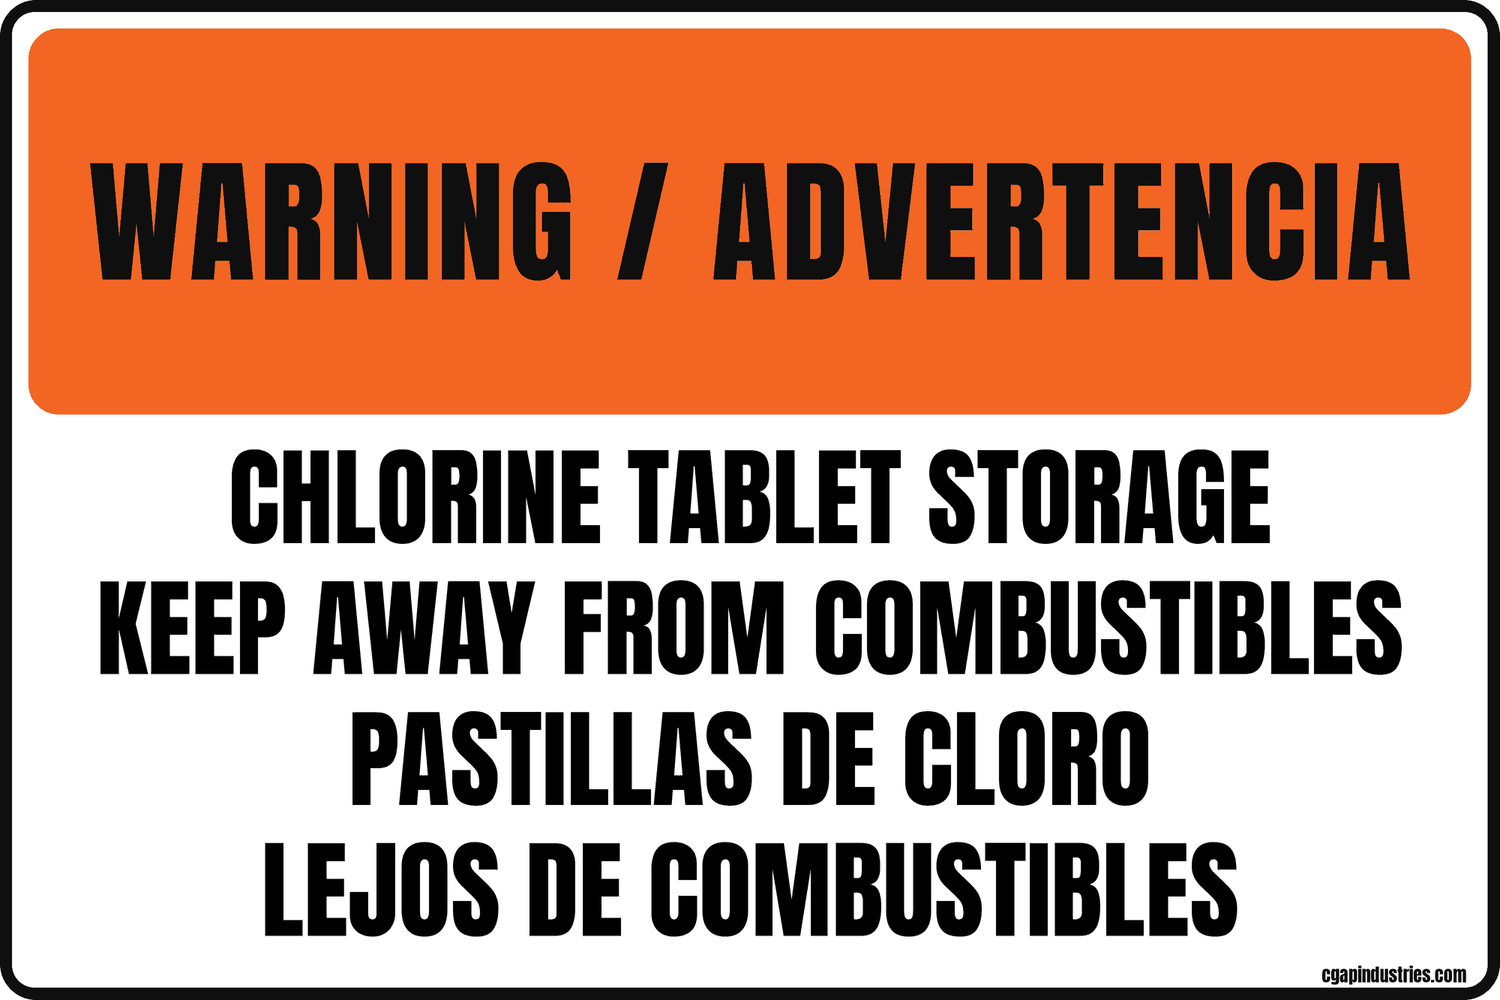 WARNING / ADVERTENCIA
CHLORINE TABLET STORAGE
KEEP AWAY FROM COMBUSTIBLES
PASTILLAS DE CLORO
LEJOS DE COMBUSTIBLES
cgapindustries.com